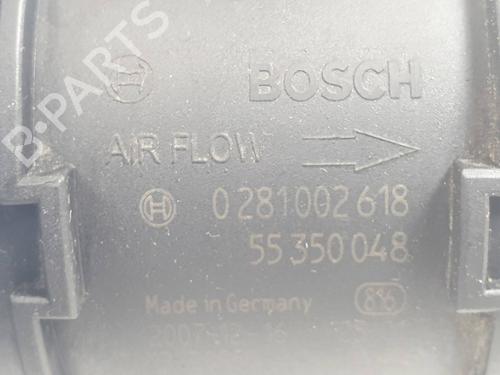 B-PARTS
BOSCH
AIR FLOW
0 281 002 618
55 350 048
Made in Germany